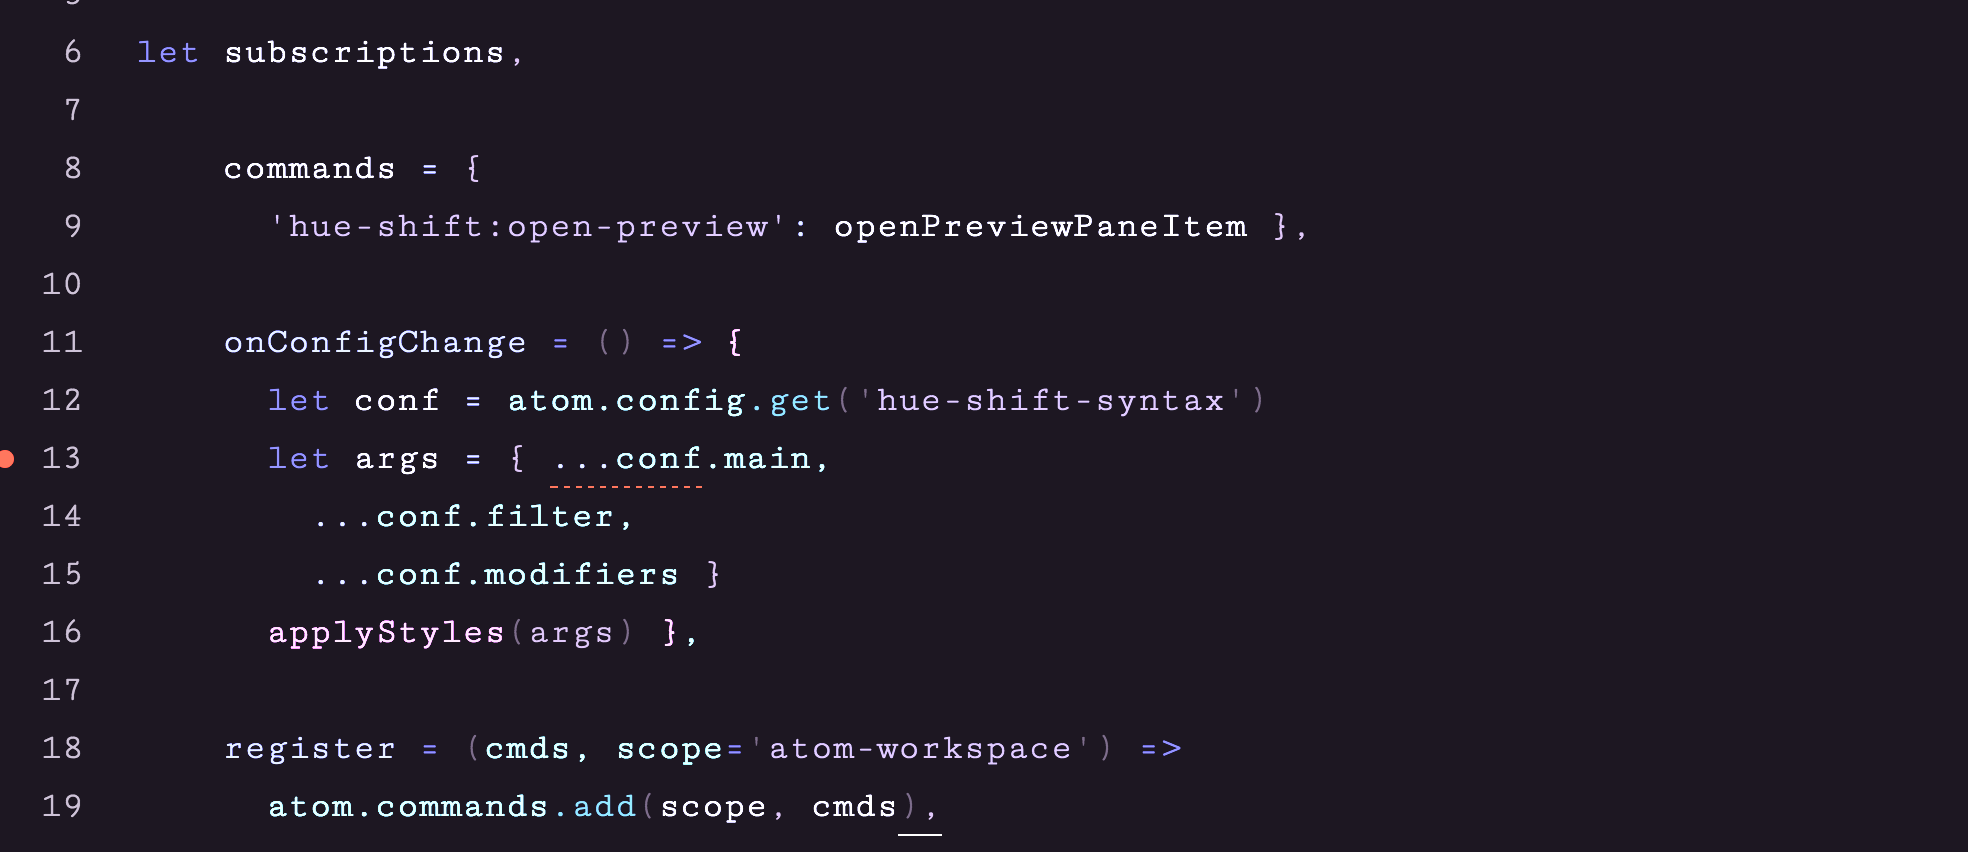 6 let subscriptions,
7
8 commands = {
9 'hue-shift:open-preview': openPreviewPaneItem },
10
11 onConfigChange = () => {
12 let conf = atom.config.get('hue-shift-syntax')
13 let args = { ...conf.main,
14 ...conf.filter,
15 ...conf.modifiers }
16 applyStyles(args) },
17
18 register = (cmds, scope='atom-workspace') =>
19 atom.commands.add(scope, cmds),